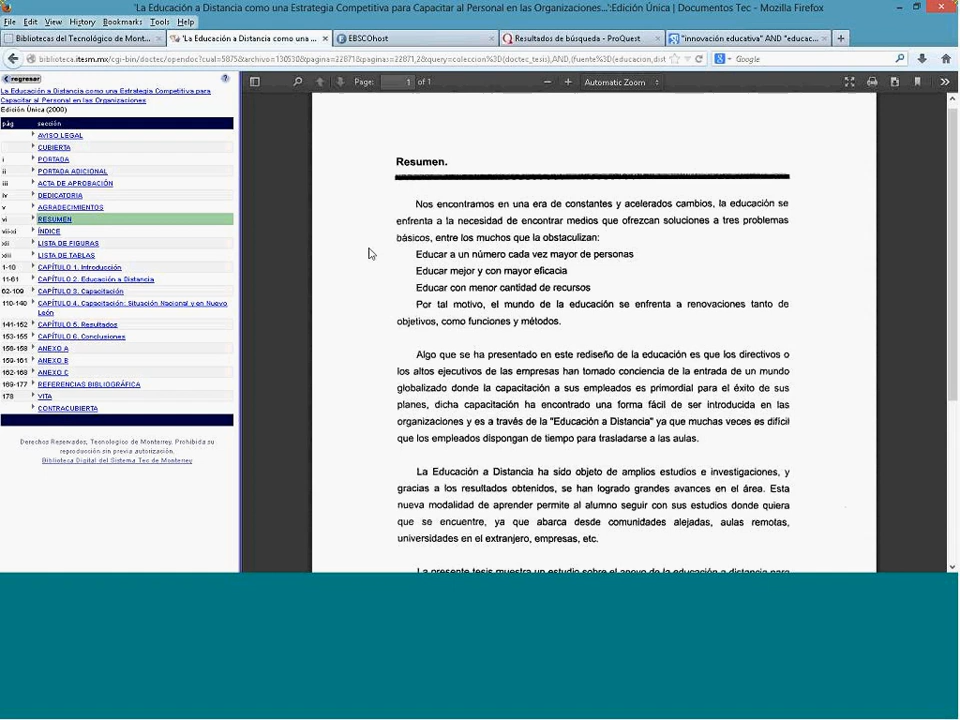 'La Educación a Distancia como una Estrategia Competitiva para Capacitar al Personal en las Organizaciones...':Edición Única | Documentos Tec - Mozilla Firefox
File Edit View History Bookmarks Tools Help
Bibliotecas del Tecnológico de Mont... × 'La Educación a Distancia como una ... × EBSCOhost × Resultados de búsqueda - ProQuest × "innovación educativa" AND "educac... × +
biblioteca.itesm.mx/cgi-bin/doctec/opendoc?cual=5875&archivo=130530&pagina=22871&paginas=22871,2&query=coleccion%3D(doctec_tesis),AND,(fuente%3D(educacion,dist
Google
regresar
?
Page: 1 of 1
Automatic Zoom
La Educación a Distancia como una Estrategia Competitiva para
Capacitar al Personal en las Organizaciones
Edición Única (2000)
pág sección
AVISO LEGAL
CUBIERTA
i PORTADA
ii PORTADA ADICIONAL
iii ACTA DE APROBACIÓN
iv DEDICATORIA
v AGRADECIMIENTOS
vi RESUMEN
vii-xi ÍNDICE
xii LISTA DE FIGURAS
xiii LISTA DE TABLAS
1-10 CAPÍTULO 1. Introducción
11-61 CAPÍTULO 2. Educación a Distancia
62-109 CAPÍTULO 3. Capacitación
110-140 CAPÍTULO 4. Capacitación: Situación Nacional y en Nuevo
León
141-152 CAPÍTULO 5. Resultados
153-155 CAPÍTULO 6. Conclusiones
156-158 ANEXO A
159-161 ANEXO B
162-168 ANEXO C
169-177 REFERENCIAS BIBLIOGRÁFICA
178 VITA
CONTRACUBIERTA
Derechos Reservados, Tecnologico de Monterrey. Prohibida su
reproducción sin previa autorización.
Biblioteca Digital del Sistema Tec de Monterrey
Resumen.
Nos encontramos en una era de constantes y acelerados cambios, la educación se
enfrenta a la necesidad de encontrar medios que ofrezcan soluciones a tres problemas
básicos, entre los muchos que la obstaculizan:
Educar a un número cada vez mayor de personas
Educar mejor y con mayor eficacia
Educar con menor cantidad de recursos
Por tal motivo, el mundo de la educación se enfrenta a renovaciones tanto de
objetivos, como funciones y métodos.
Algo que se ha presentado en este rediseño de la educación es que los directivos o
los altos ejecutivos de las empresas han tomado conciencia de la entrada de un mundo
globalizado donde la capacitación a sus empleados es primordial para el éxito de sus
planes, dicha capacitación ha encontrado una forma fácil de ser introducida en las
organizaciones y es a través de la "Educación a Distancia" ya que muchas veces es difícil
que los empleados dispongan de tiempo para trasladarse a las aulas.
La Educación a Distancia ha sido objeto de amplios estudios e investigaciones, y
gracias a los resultados obtenidos, se han logrado grandes avances en el área. Esta
nueva modalidad de aprender permite al alumno seguir con sus estudios donde quiera
que se encuentre, ya que abarca desde comunidades alejadas, aulas remotas,
universidades en el extranjero, empresas, etc.
La presente tesis muestra un estudio sobre el apoyo de la educación a distancia para